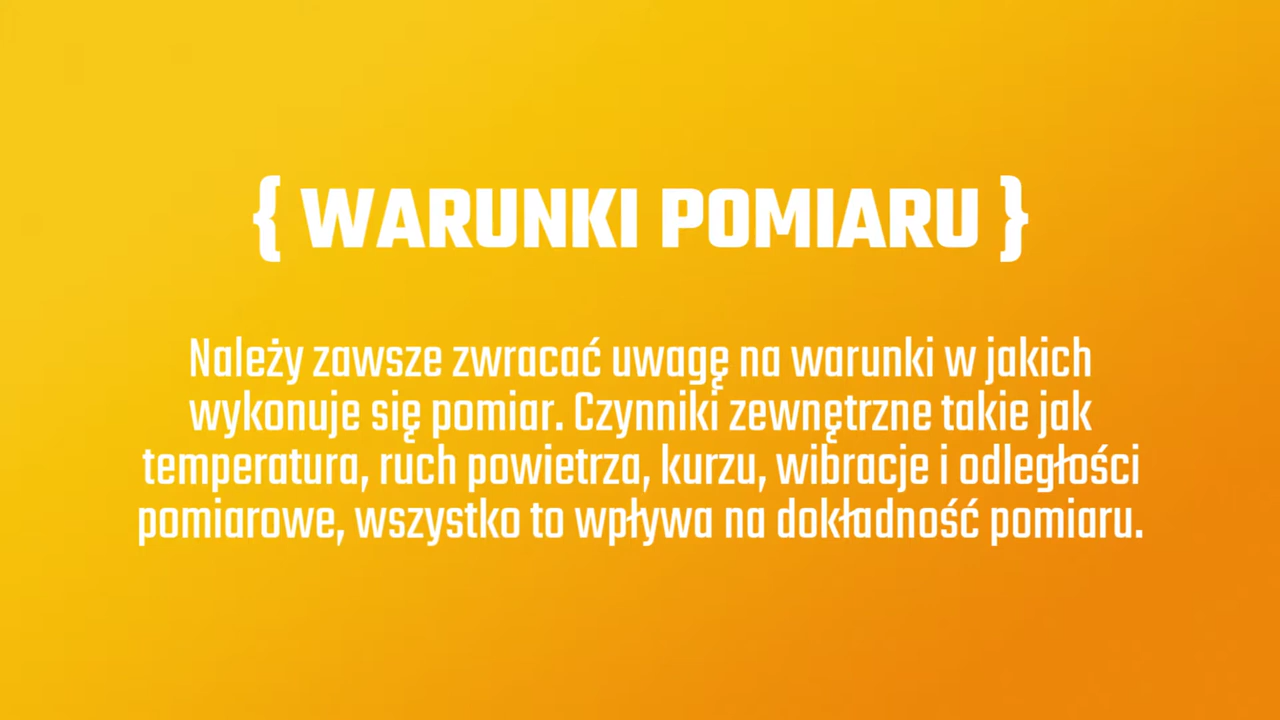 { WARUNKI POMIARU }
Należy zawsze zwracać uwagę na warunki w jakich
wykonuje się pomiar. Czynniki zewnętrzne takie jak
temperatura, ruch powietrza, kurzu, wibracje i odległości
pomiarowe, wszystko to wpływa na dokładność pomiaru.